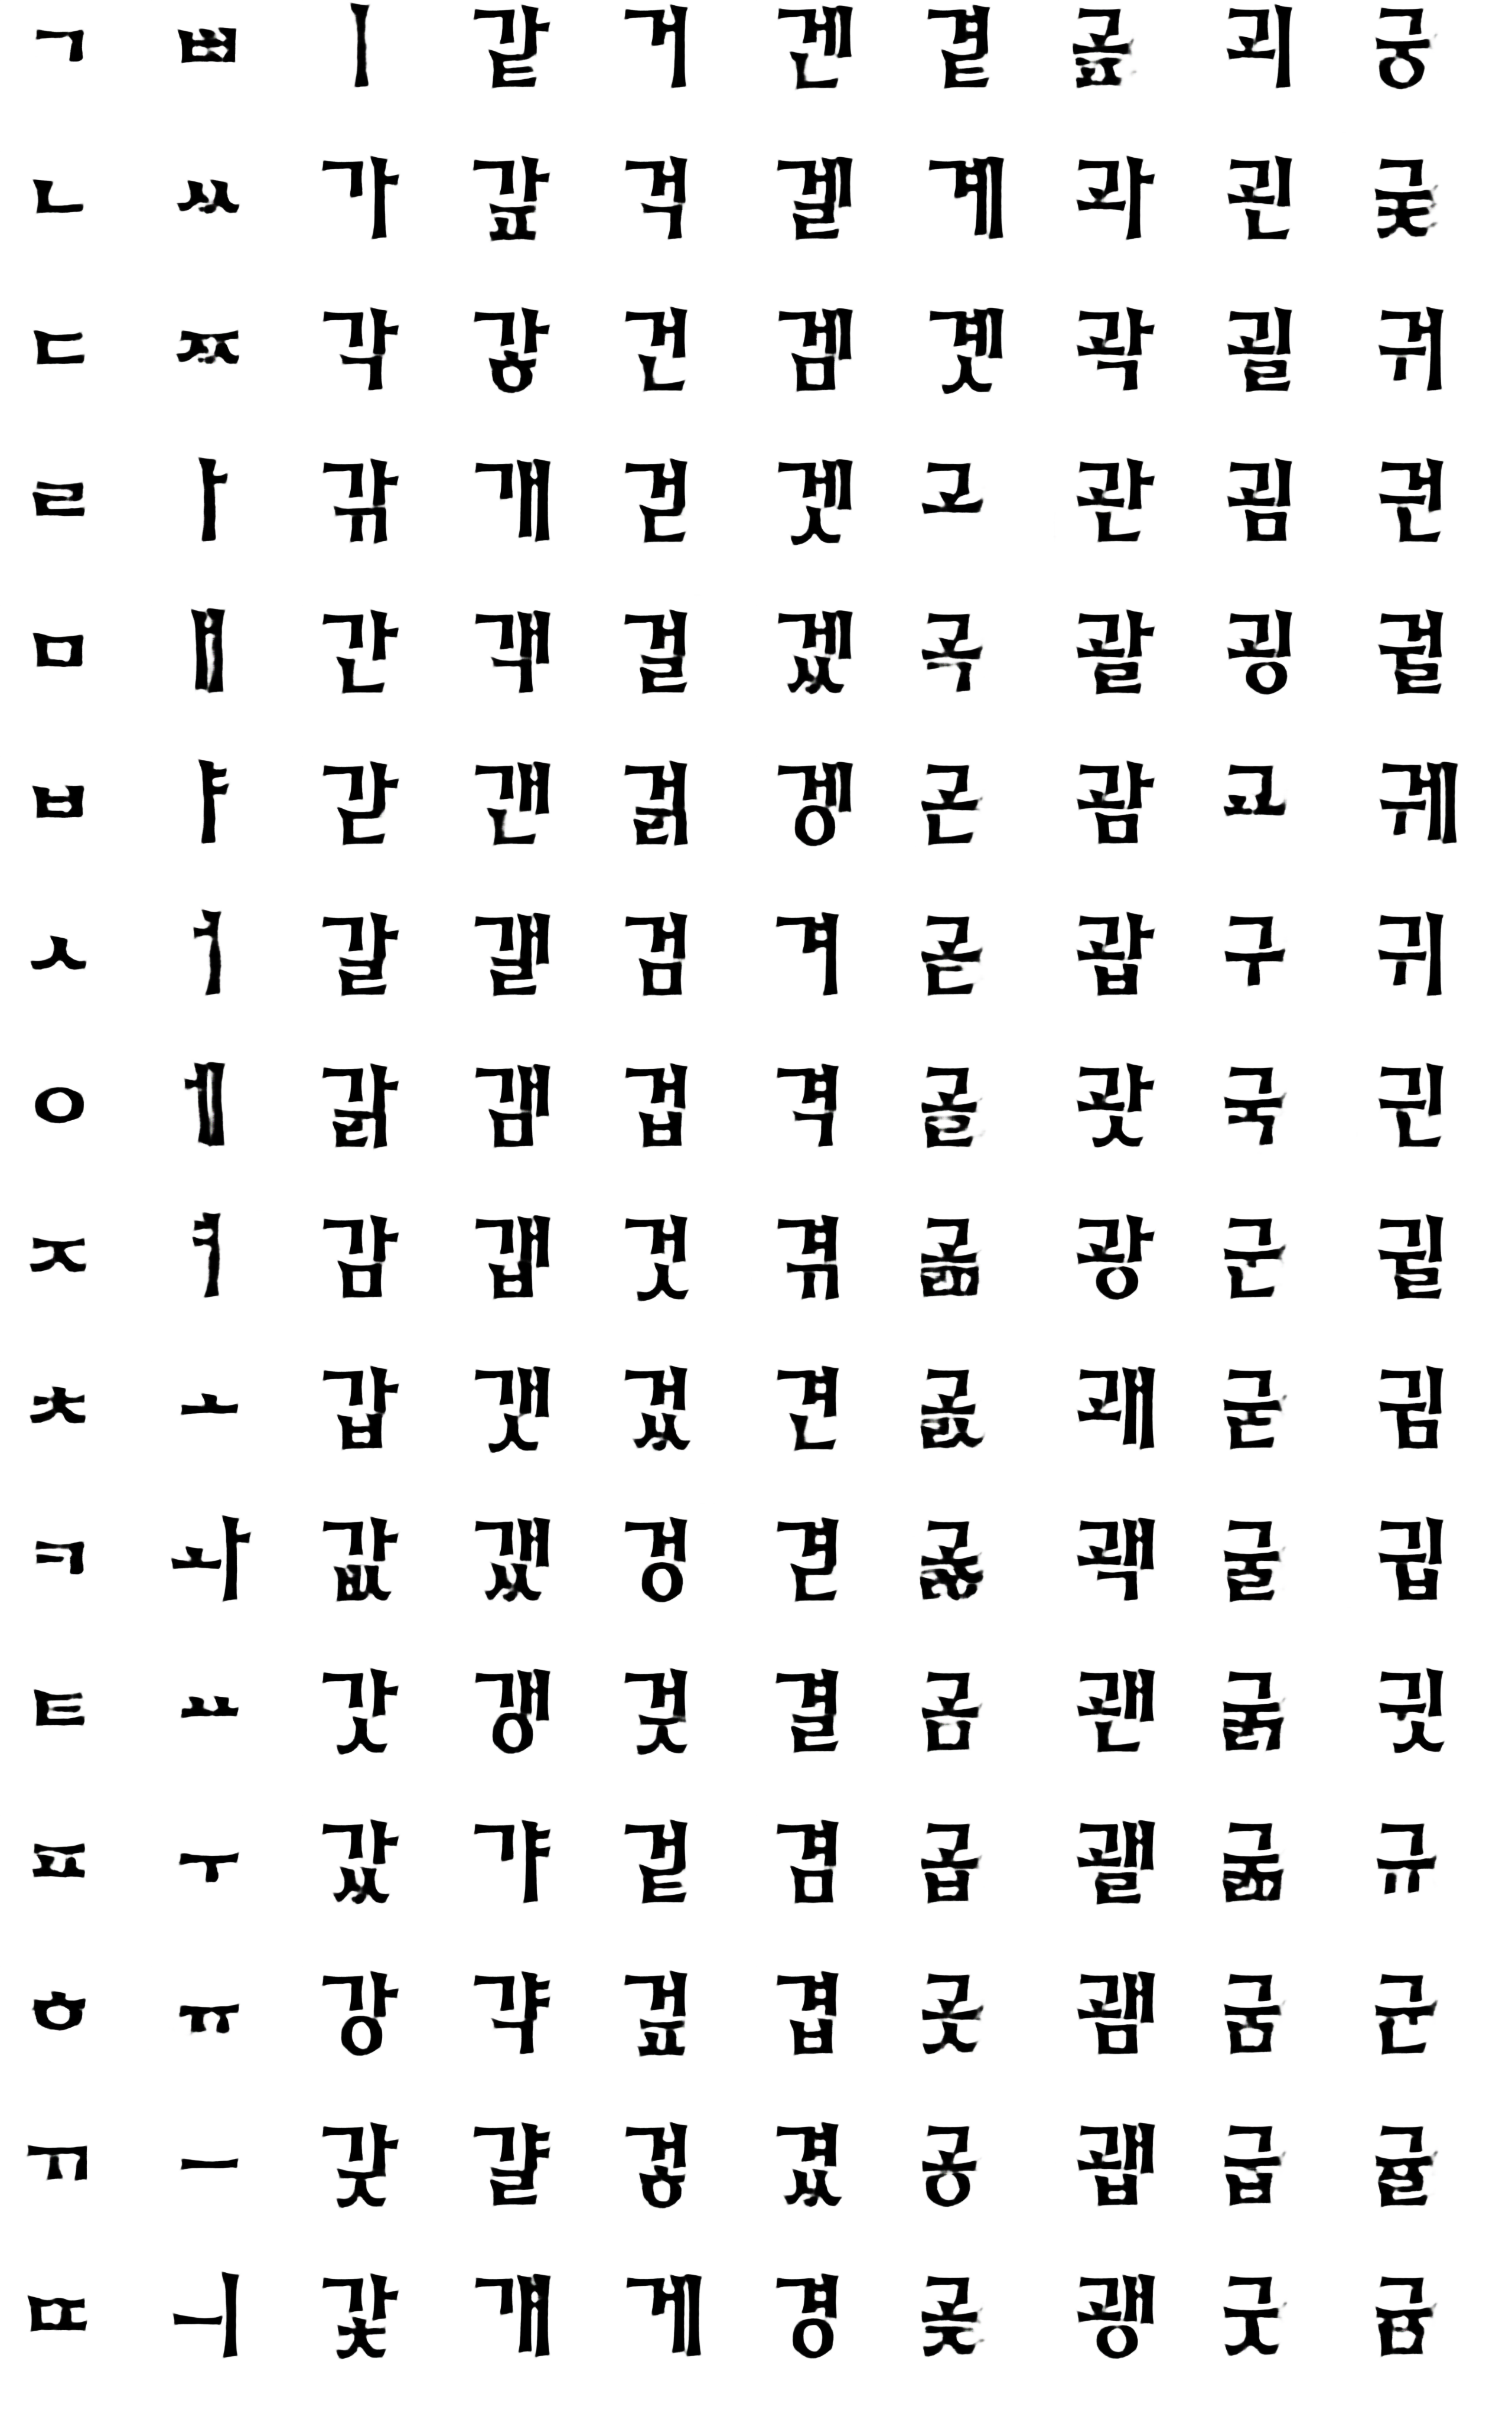 ㄱ ㅃ ㅣ 같 거 겐 곁 곺 괴 궁
ㄴ ㅆ 가 갚 걱 겔 계 과 괸 궂
ㄷ ㅉ 각 갛 건 겜 곗 곽 괼 궈
ㄹ ㅏ 갂 개 걷 겟 고 관 굄 권
ㅁ ㅐ 간 객 걸 겠 곡 괄 굉 궐
ㅂ ㅑ 갇 갠 걹 겡 곤 괌 교 궤
ㅅ ㅓ 갈 갤 검 겨 곧 괍 구 귀
ㅇ ㅔ 갉 갬 겁 격 골 괏 국 귄
ㅈ ㅕ 감 갭 것 겪 곪 광 군 귈
ㅊ ㅗ 갑 갯 겄 견 곬 괘 굳 귐
ㅋ ㅘ 값 갰 겅 겯 곯 괙 굴 귑
ㅌ ㅛ 갓 갱 겆 결 곰 괜 굵 귓
ㅍ ㅜ 갔 갸 겉 겸 곱 괠 굶 규
ㅎ ㅠ 강 갹 겊 겹 곳 괨 굼 균
ㄲ ㅡ 갖 걀 겋 겼 공 괩 굽 귤
ㄸ ㅢ 갗 걔 게 경 곶 괭 굿 귭